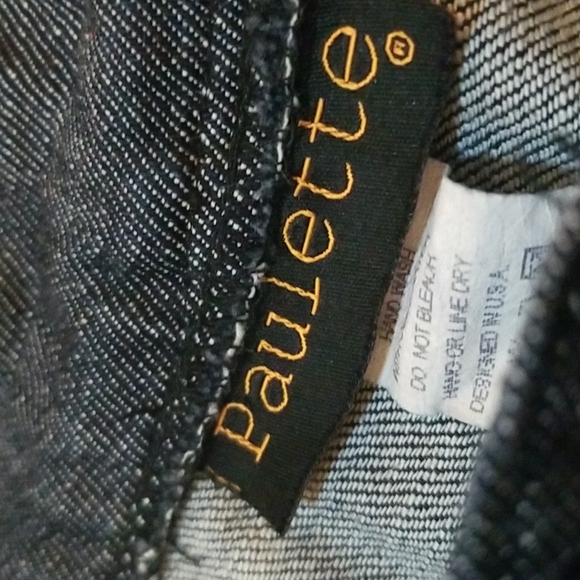 Paulette®
HAND WASH
DO NOT BLEACH
HANG OR LINE DRY
DESIGNED IN U.S.A.